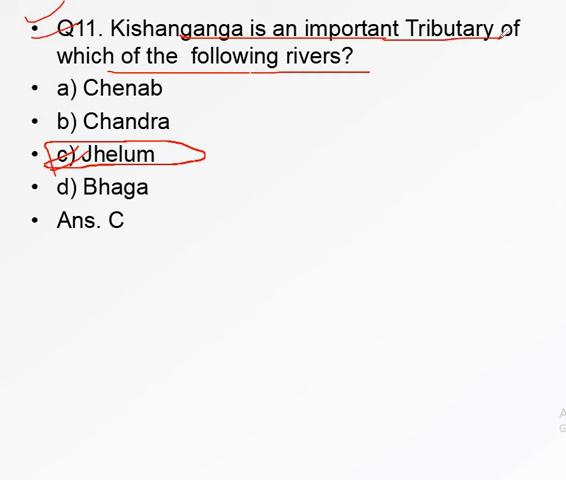 • Q11. Kishanganga is an important Tributary of
which of the following rivers?
• a) Chenab
• b) Chandra
• c) Jhelum
• d) Bhaga
• Ans. C
A
G